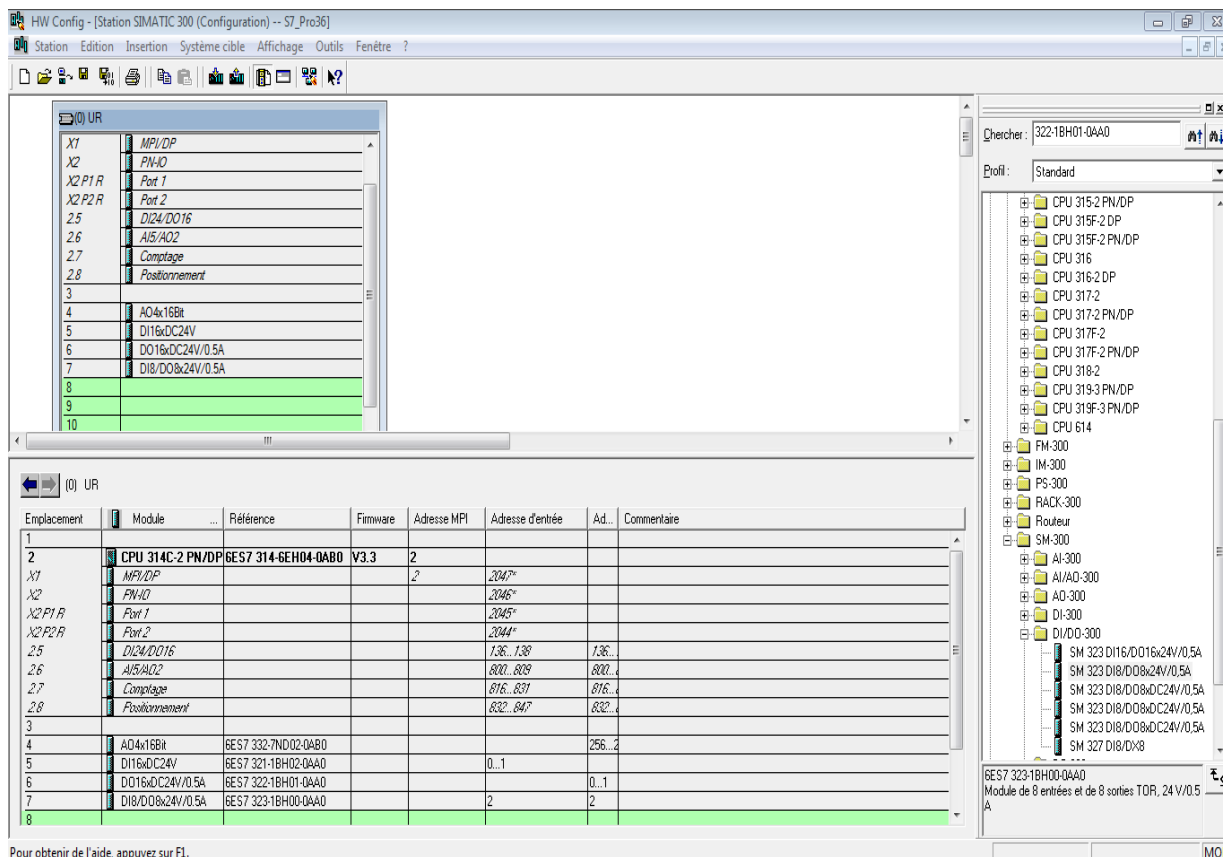 HW Config - [Station SIMATIC 300 (Configuration) -- S7_Pro36]
Station Edition Insertion Système cible Affichage Outils Fenêtre ?
(0) UR
X1 MPI/DP
X2 PN-IO
X2 P1 R Port 1
X2 P2 R Port 2
2.5 DI24/DO16
2.6 AI5/AO2
2.7 Comptage
2.8 Positionnement
3
4 AO4x16Bit
5 DI16xDC24V
6 DO16xDC24V/0.5A
7 DI8/DO8x24V/0.5A
8
9
10
Chercher : 322-1BH01-0AA0
Profil : Standard
CPU 315-2 PN/DP
CPU 315F-2 DP
CPU 315F-2 PN/DP
CPU 316
CPU 316-2 DP
CPU 317-2
CPU 317-2 PN/DP
CPU 317F-2
CPU 317F-2 PN/DP
CPU 318-2
CPU 319-3 PN/DP
CPU 319F-3 PN/DP
CPU 614
FM-300
IM-300
PS-300
RACK-300
Routeur
SM-300
AI-300
AI/AO-300
AO-300
DI-300
DI/DO-300
SM 323 DI16/DO16x24V/0,5A
SM 323 DI8/DO8x24V/0,5A
SM 323 DI8/DO8xDC24V/0,5A
SM 323 DI8/DO8xDC24V/0,5A
SM 323 DI8/DO8xDC24V/0,5A
SM 327 DI8/DX8
6ES7 323-1BH00-0AA0
Module de 8 entrées et de 8 sorties TOR, 24 V/0.5
A
(0) UR
Emplacement Module ... Référence Firmware Adresse MPI Adresse d'entrée Ad... Commentaire
1
2 CPU 314C-2 PN/DP 6ES7 314-6EH04-0AB0 V3.3 2
X1 MPI/DP 2 2047*
X2 PN-IO 2046*
X2 P1 R Port 1 2045*
X2 P2 R Port 2 2044*
2.5 DI24/DO16 136...138 136...
2.6 AI5/AO2 800...809 800...
2.7 Comptage 816...831 816...
2.8 Positionnement 832...847 832...
3
4 AO4x16Bit 6ES7 332-7ND02-0AB0 256...2
5 DI16xDC24V 6ES7 321-1BH02-0AA0 0...1
6 DO16xDC24V/0.5A 6ES7 322-1BH01-0AA0 0...1
7 DI8/DO8x24V/0.5A 6ES7 323-1BH00-0AA0 2 2
8
Pour obtenir de l'aide, appuyez sur F1.
MO